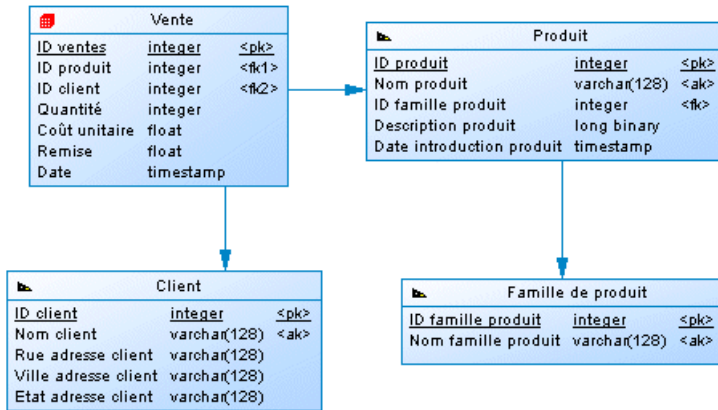 Vente
ID ventes integer <pk>
ID produit integer <fk1>
ID client integer <fk2>
Quantité integer
Coût unitaire float
Remise float
Date timestamp
Produit
ID produit integer <pk>
Nom produit varchar(128) <ak>
ID famille produit integer <fk>
Description produit long binary
Date introduction produit timestamp
Client
ID client integer <pk>
Nom client varchar(128) <ak>
Rue adresse client varchar(128)
Ville adresse client varchar(128)
Etat adresse client varchar(128)
Famille de produit
ID famille produit integer <pk>
Nom famille produit varchar(128) <ak>